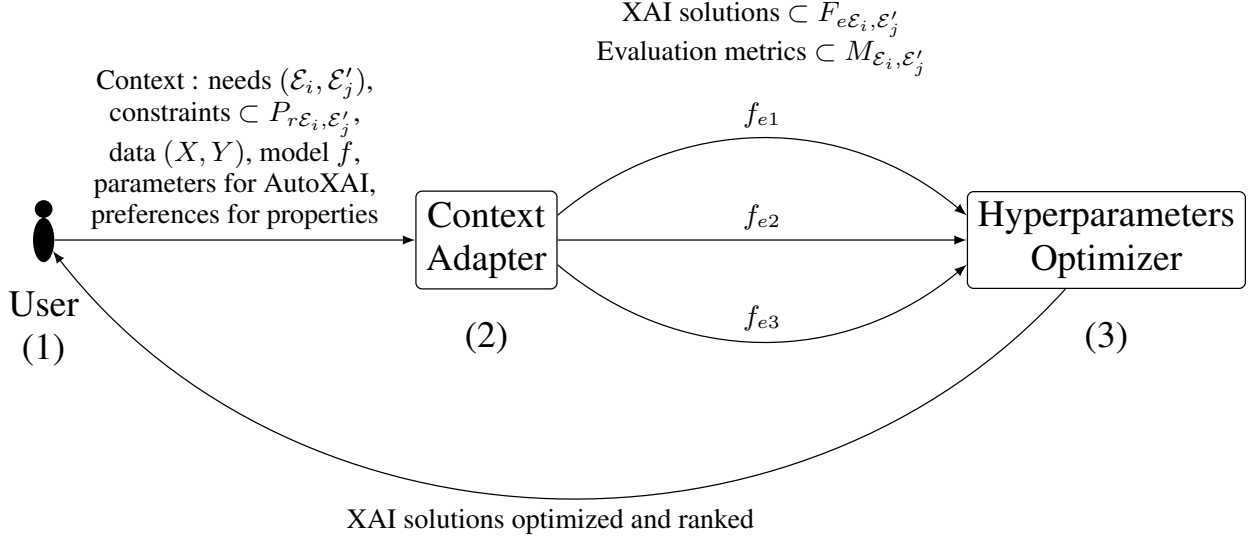 XAI solutions ⊂ F_{eℰ_i,ℰ′_j}
Evaluation metrics ⊂ M_{ℰ_i,ℰ′_j}
Context : needs (ℰ_i, ℰ′_j),
constraints ⊂ P_{rℰ_i,ℰ′_j},
data (X, Y), model f,
parameters for AutoXAI,
preferences for properties
f_{e1}
f_{e2}
f_{e3}
Context
Adapter
Hyperparameters
Optimizer
User
(1)
(2)
(3)
XAI solutions optimized and ranked